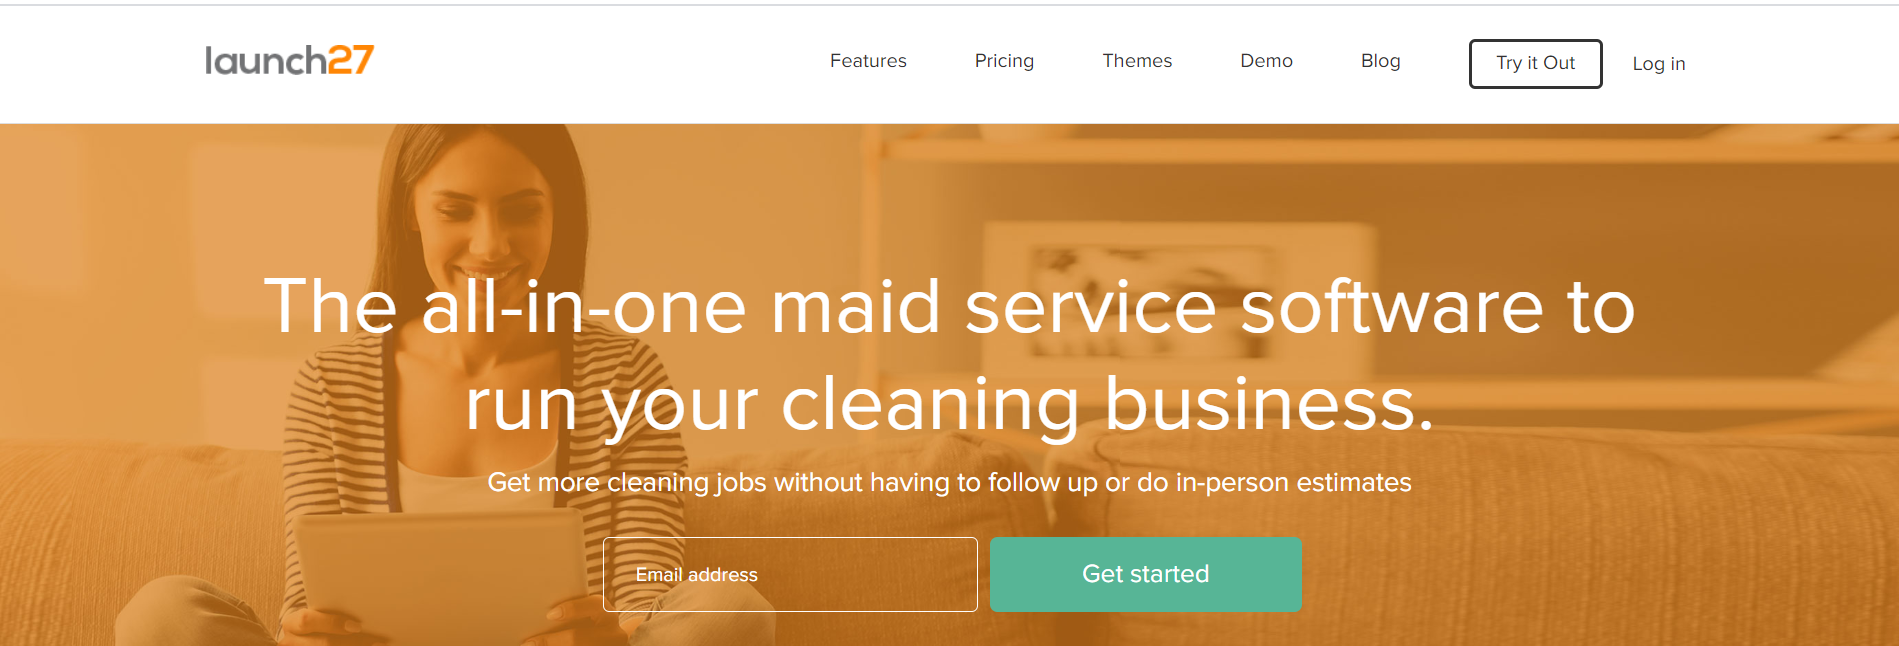 launch27
Features
Pricing
Themes
Demo
Blog
Try it Out
Log in
The all-in-one maid service software to
run your cleaning business.
Get more cleaning jobs without having to follow up or do in-person estimates
Email address
Get started